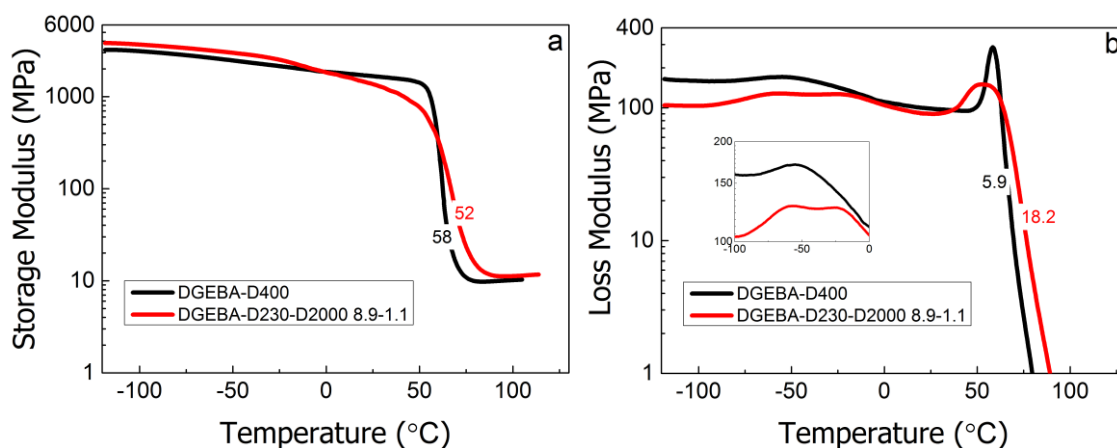 a
6000
1000
100
10
1
Storage Modulus (MPa)
52
58
DGEBA-D400
DGEBA-D230-D2000 8.9-1.1
-100
-50
0
50
100
Temperature (°C)
b
400
100
10
1
Loss Modulus (MPa)
200
150
100
-100
-50
0
5.9
18.2
DGEBA-D400
DGEBA-D230-D2000 8.9-1.1
-100
-50
0
50
100
Temperature (°C)